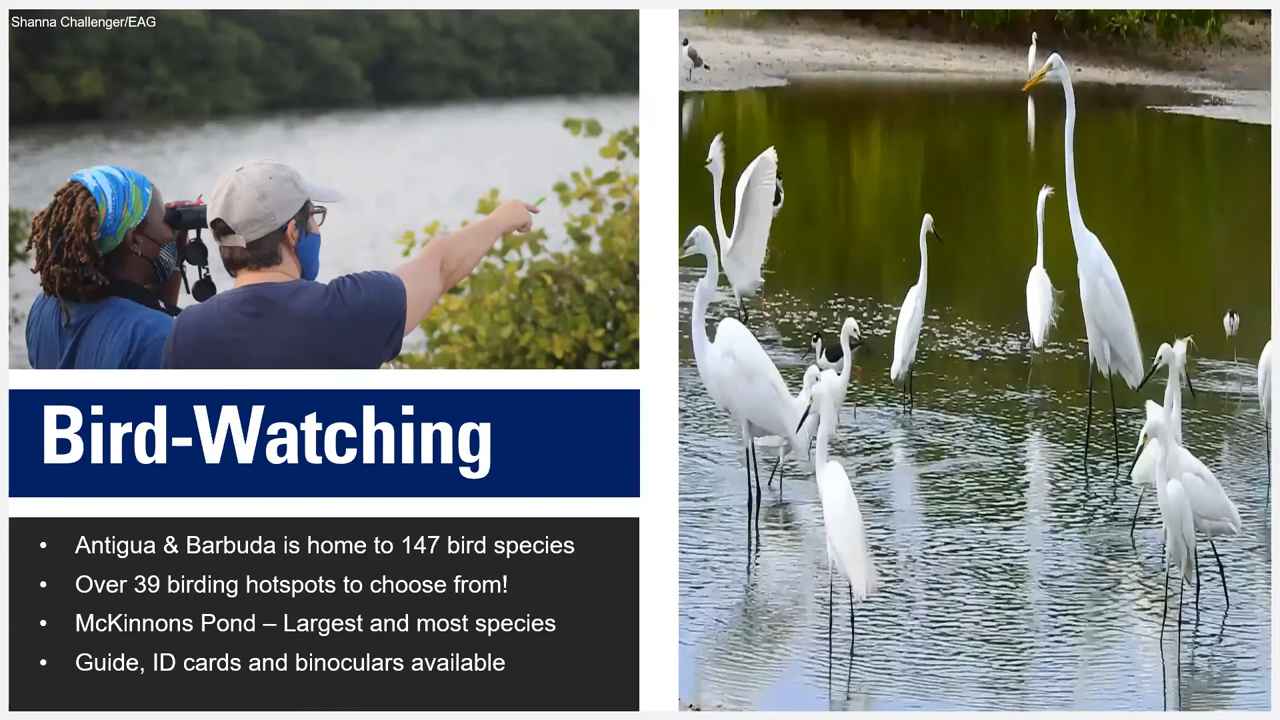 Shanna Challenger/EAG
Bird-Watching
• Antigua & Barbuda is home to 147 bird species
• Over 39 birding hotspots to choose from!
• McKinnons Pond – Largest and most species
• Guide, ID cards and binoculars available